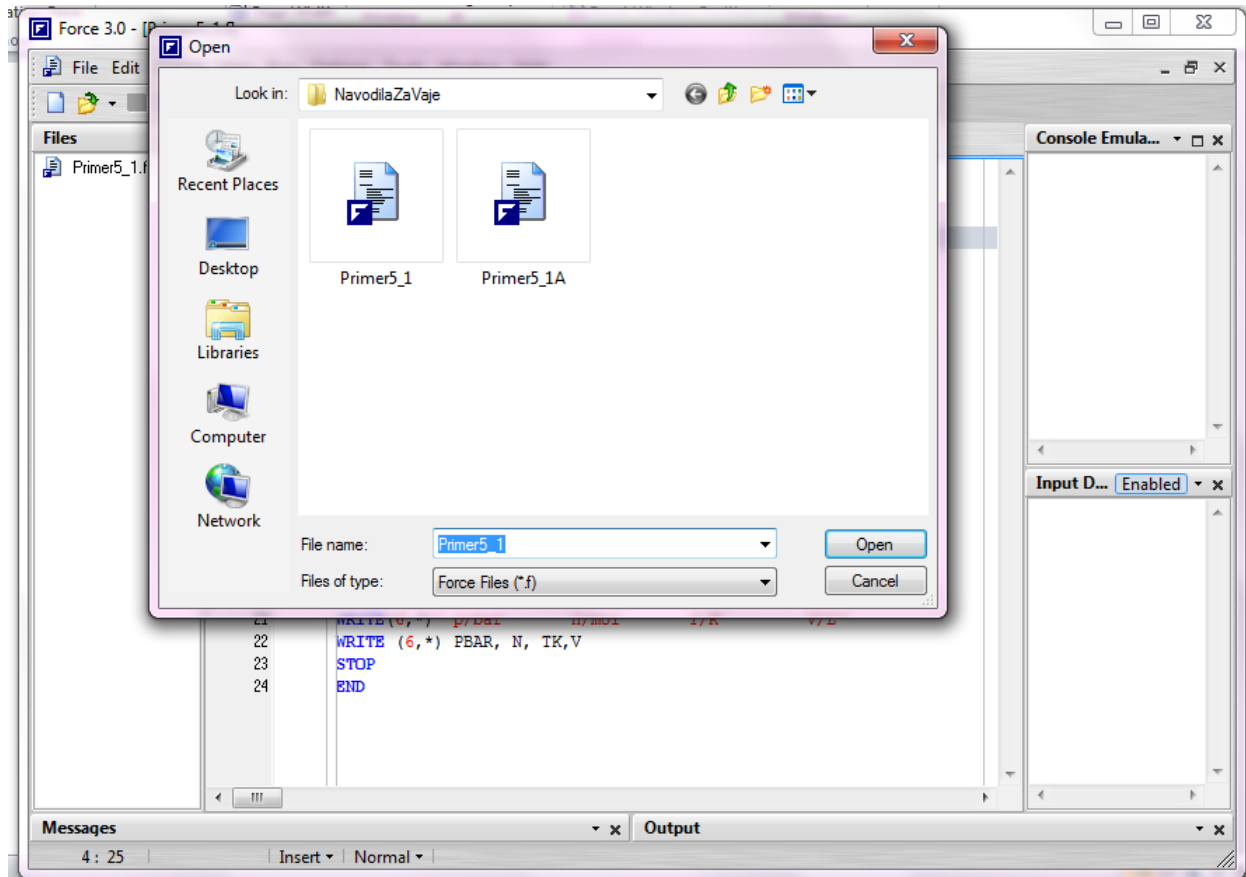 Force 3.0 - [
Open
File Edit
Look in: NavodilaZaVaje
Files
Primer5_1.f
Console Emula...
Recent Places
Desktop
Libraries
Computer
Network
Primer5_1
Primer5_1A
Input D... Enabled
File name: Primer5_1 Open
Files of type: Force Files (*.f) Cancel
21
22 WRITE (6,*) PBAR, N, TK,V
23 STOP
24 END
Messages
Output
4 : 25 Insert Normal